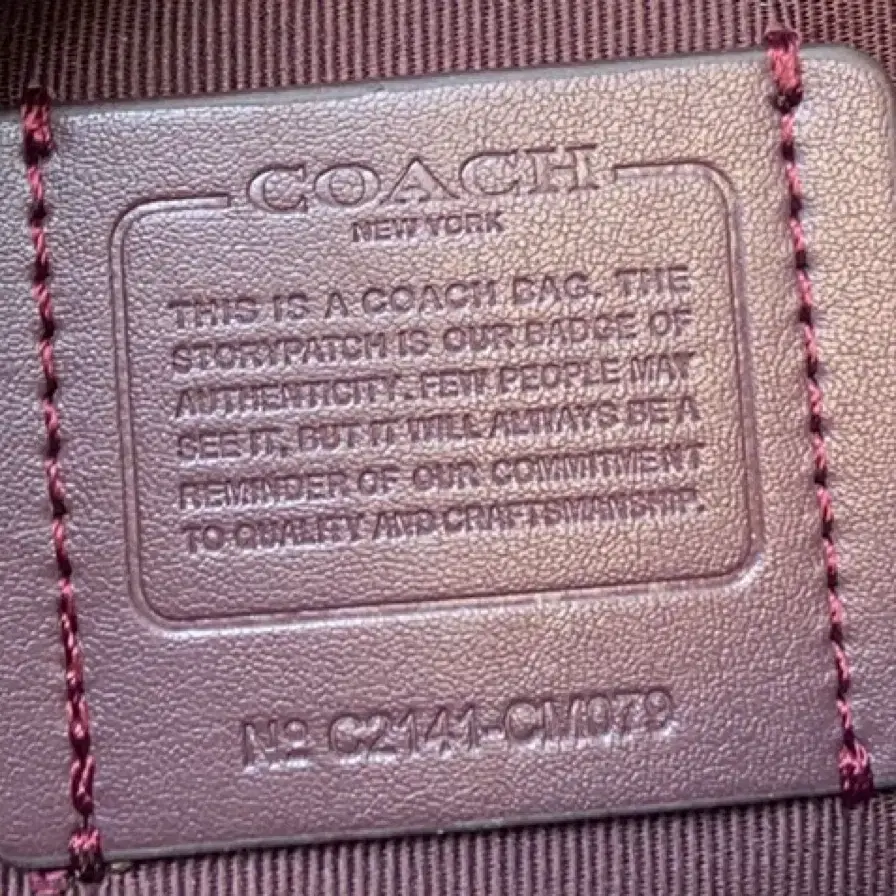 COACH
NEW YORK
THIS IS A COACH BAG. THE
STORYPATCH IS OUR BADGE OF
AUTHENTICITY. FEW PEOPLE MAY
SEE IT, BUT IT WILL ALWAYS BE A
REMINDER OF OUR COMMITMENT
TO QUALITY AND CRAFTSMANSHIP.
Nº C2141-CM079